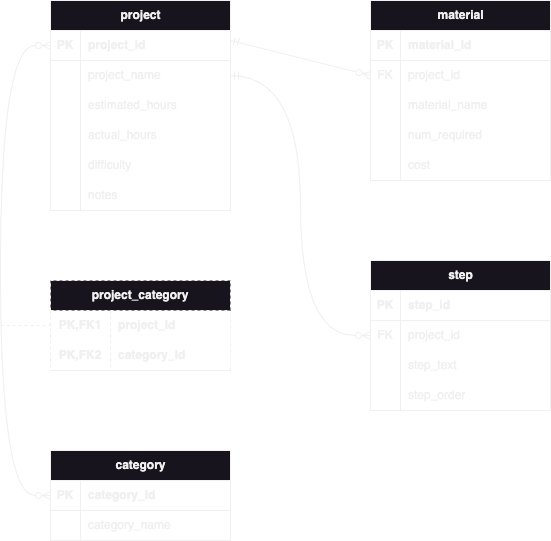 project
PK project_id
project_name
estimated_hours
actual_hours
difficulty
notes
material
PK material_id
FK project_id
material_name
num_required
cost
project_category
PK,FK1 project_id
PK,FK2 category_id
step
PK step_id
FK project_id
step_text
step_order
category
PK category_id
category_name